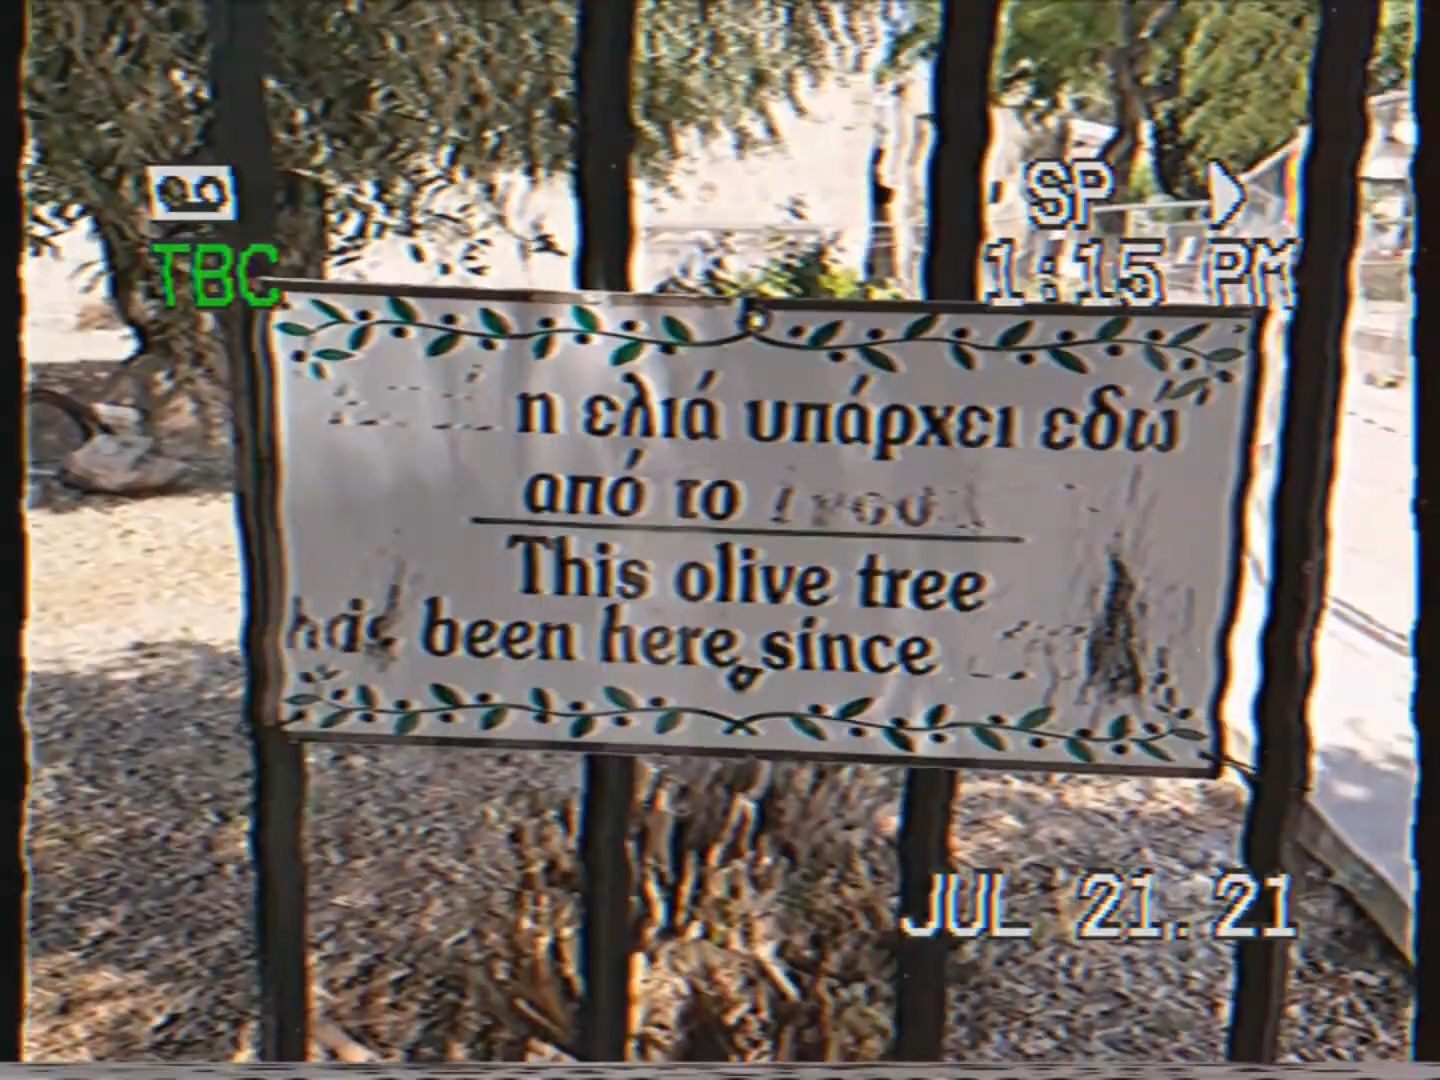 TBC
SP
1:15 PM
η ελιά υπάρχει εδώ
από το
This olive tree
has been here since
JUL 21.21